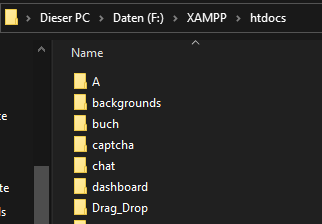 Dieser PC > Daten (F:) > XAMPP > htdocs
Name
A
backgrounds
buch
captcha
chat
dashboard
Drag_Drop